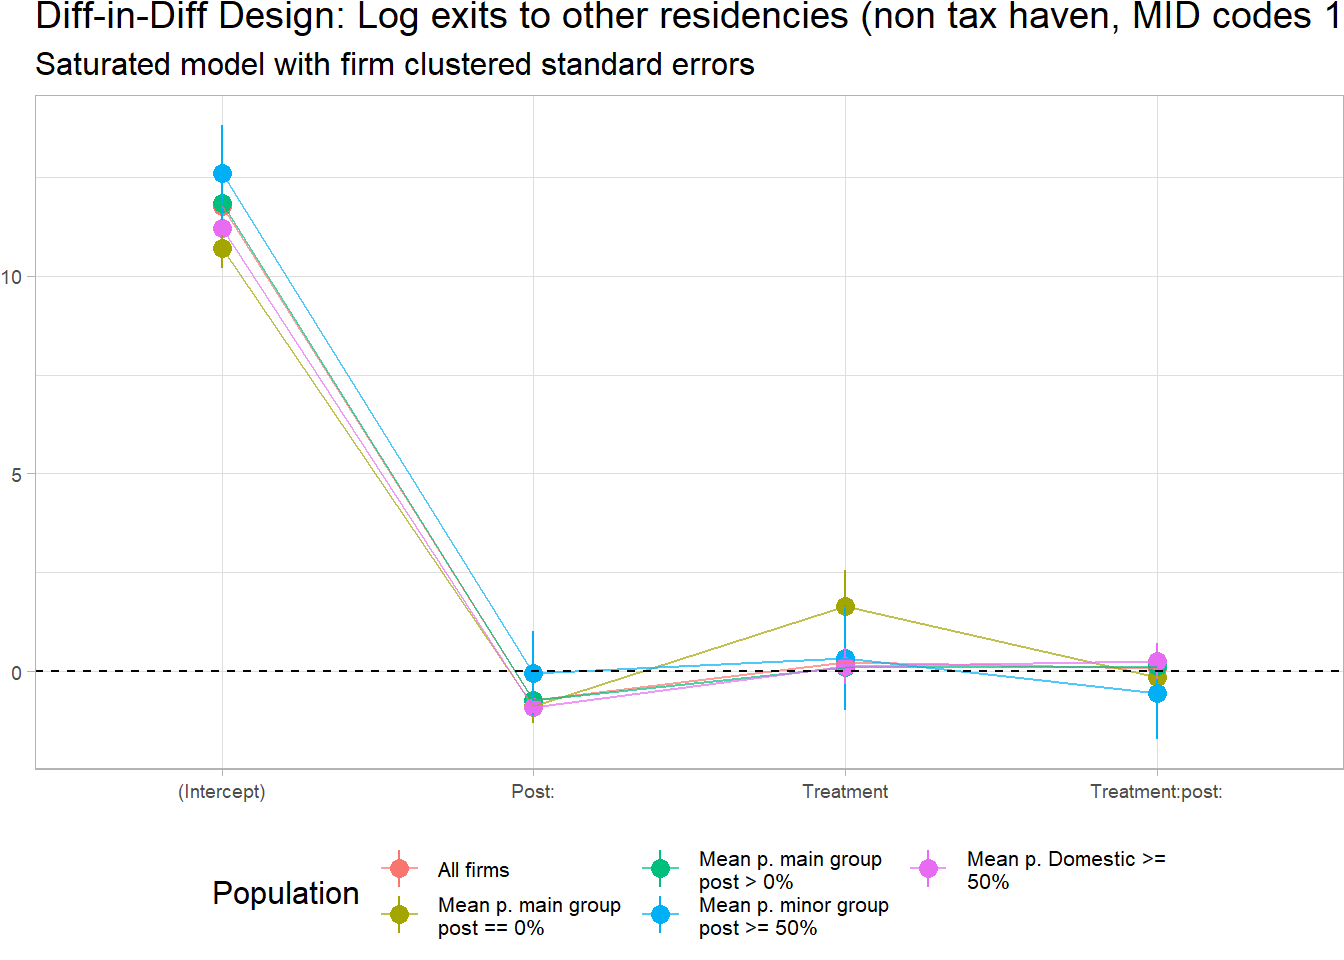 Diff-in-Diff Design: Log exits to other residencies (non tax haven, MID codes 1
Saturated model with firm clustered standard errors
10
5
0
(Intercept)
Post:
Treatment
Treatment:post:
Population
All firms
Mean p. main group
post == 0%
Mean p. main group
post > 0%
Mean p. minor group
post >= 50%
Mean p. Domestic >=
50%